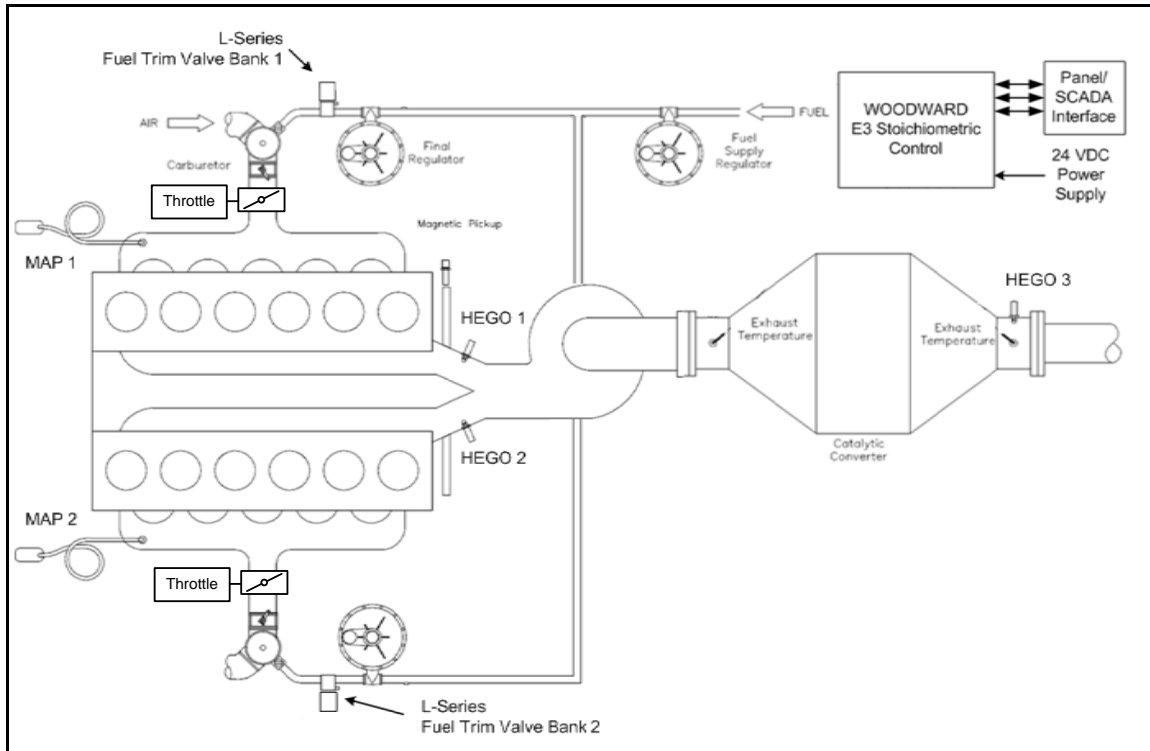 L-Series
Fuel Trim Valve Bank 1
AIR
Carburetor
Final
Regulator
Fuel
Supply
Regulator
FUEL
WOODWARD
E3 Stoichiometric
Control
Panel/
SCADA
Interface
24 VDC
Power
Supply
Throttle
Magnetic Pickup
MAP 1
HEGO 1
HEGO 3
Exhaust
Temperature
Exhaust
Temperature
HEGO 2
Catalytic
Converter
MAP 2
Throttle
L-Series
Fuel Trim Valve Bank 2